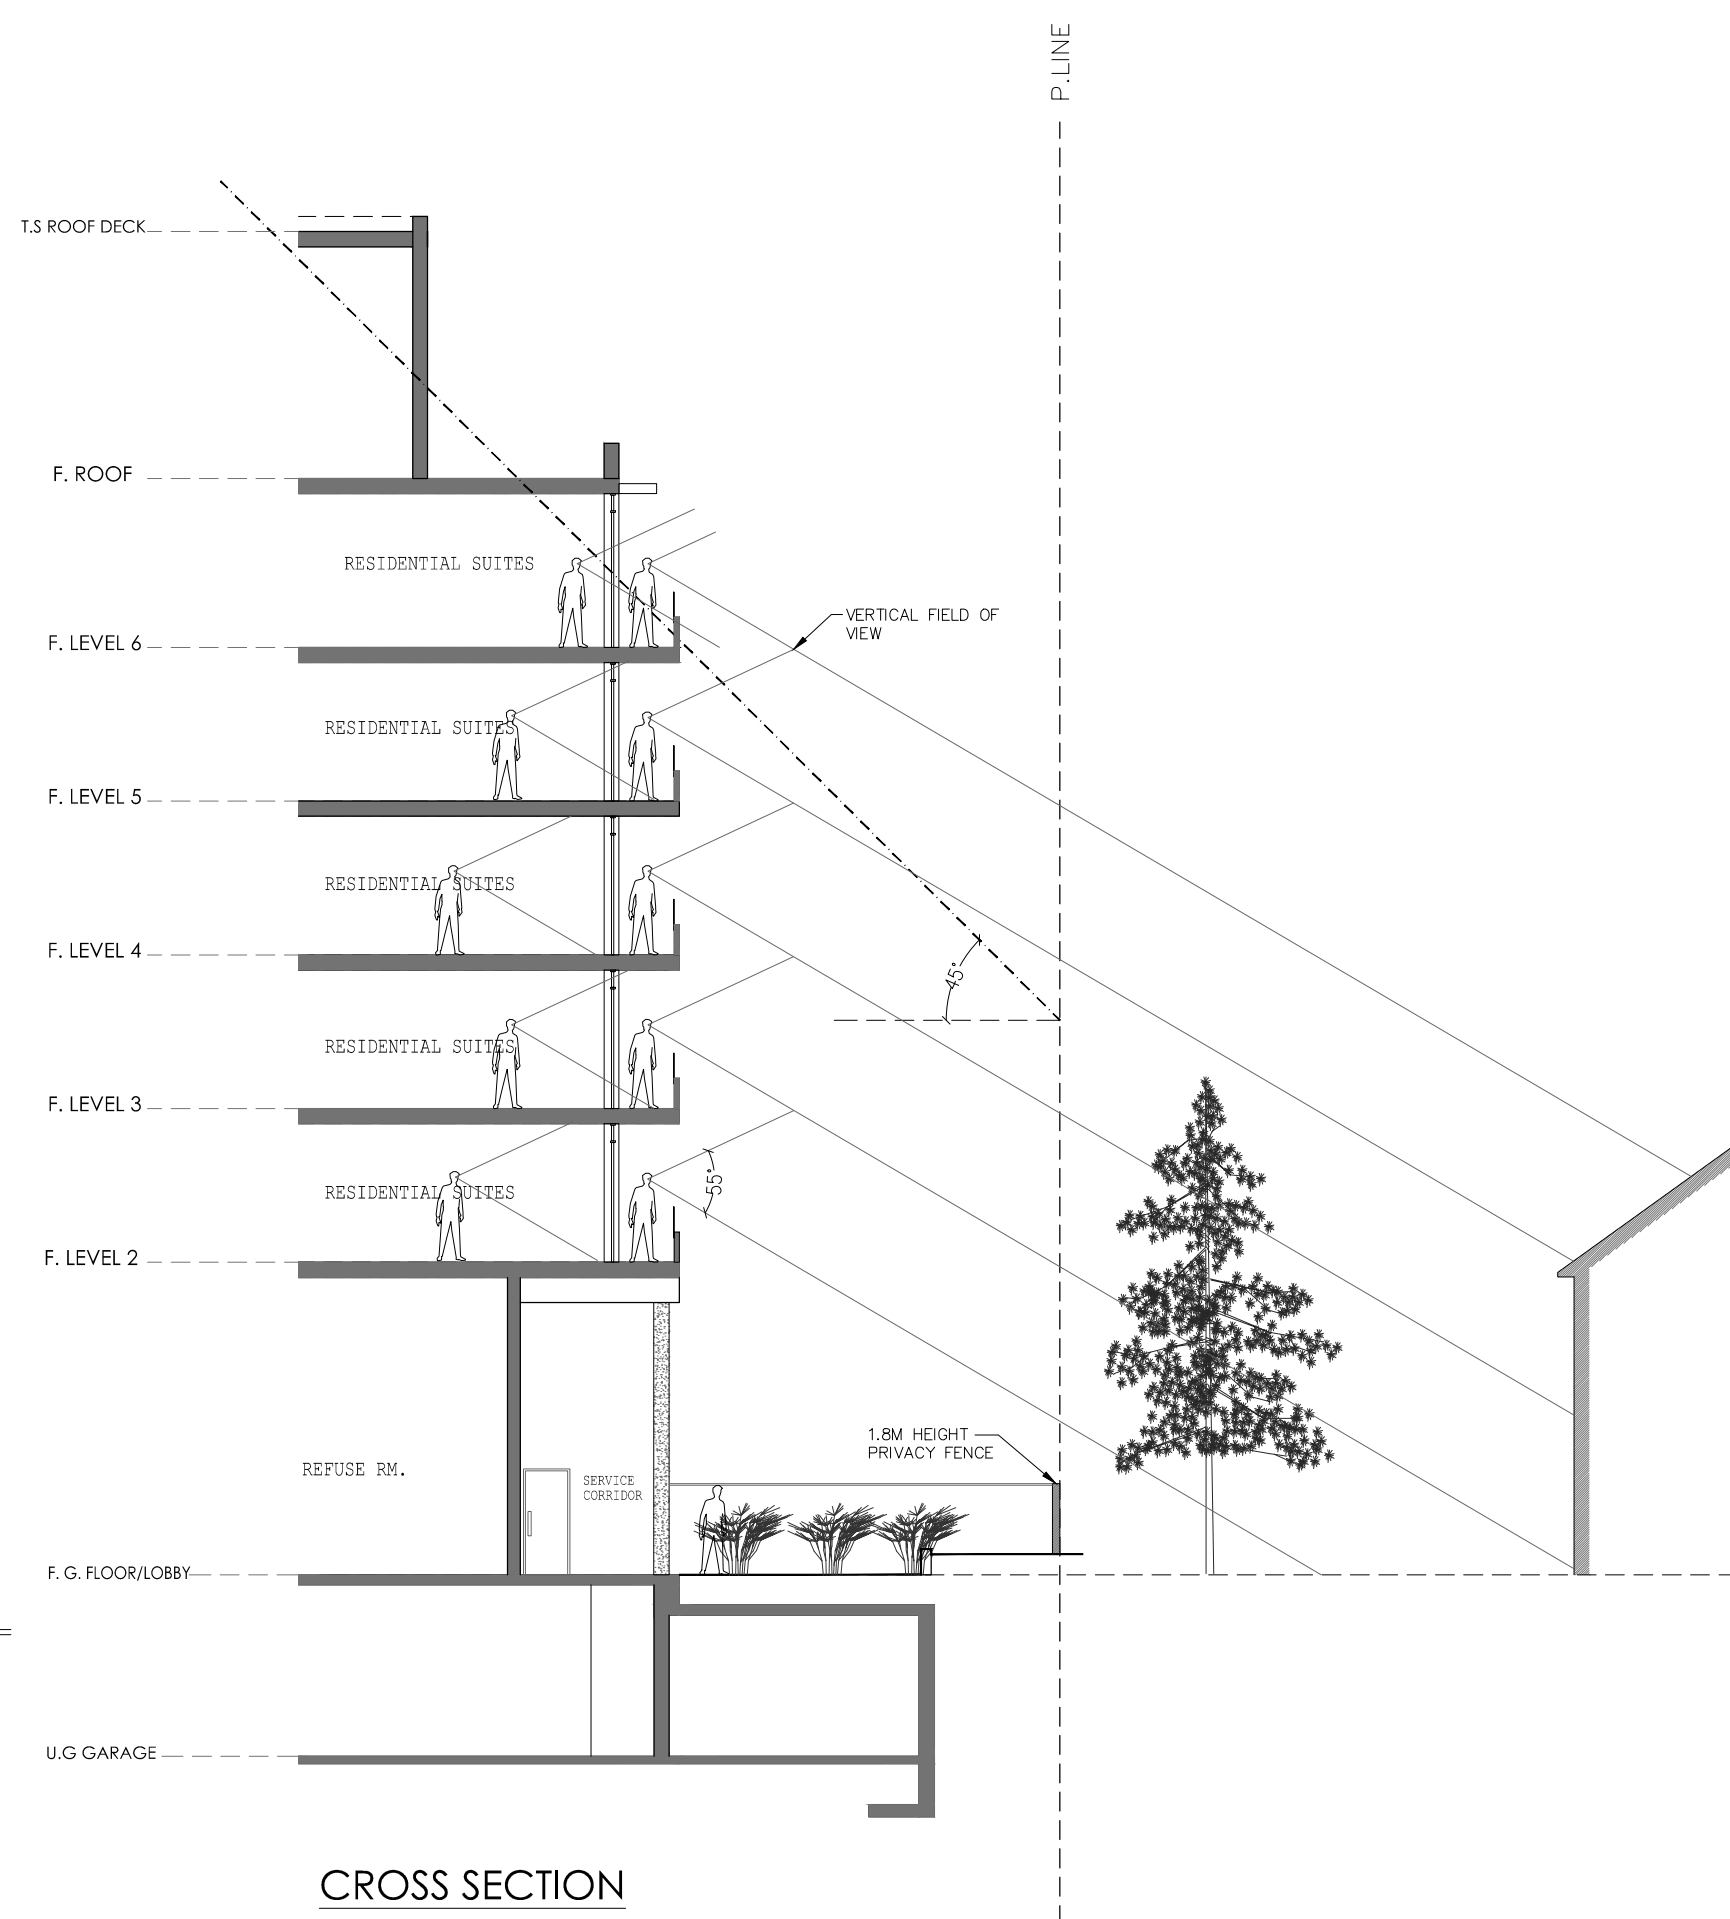 P.LINE
T.S ROOF DECK
F. ROOF
RESIDENTIAL SUITES
VERTICAL FIELD OF
VIEW
F. LEVEL 6
RESIDENTIAL SUITES
F. LEVEL 5
RESIDENTIAL SUITES
F. LEVEL 4
45°
RESIDENTIAL SUITES
F. LEVEL 3
55°
RESIDENTIAL SUITES
F. LEVEL 2
1.8M HEIGHT
PRIVACY FENCE
REFUSE RM.
SERVICE
CORRIDOR
F. G. FLOOR/LOBBY
U.G GARAGE
CROSS SECTION